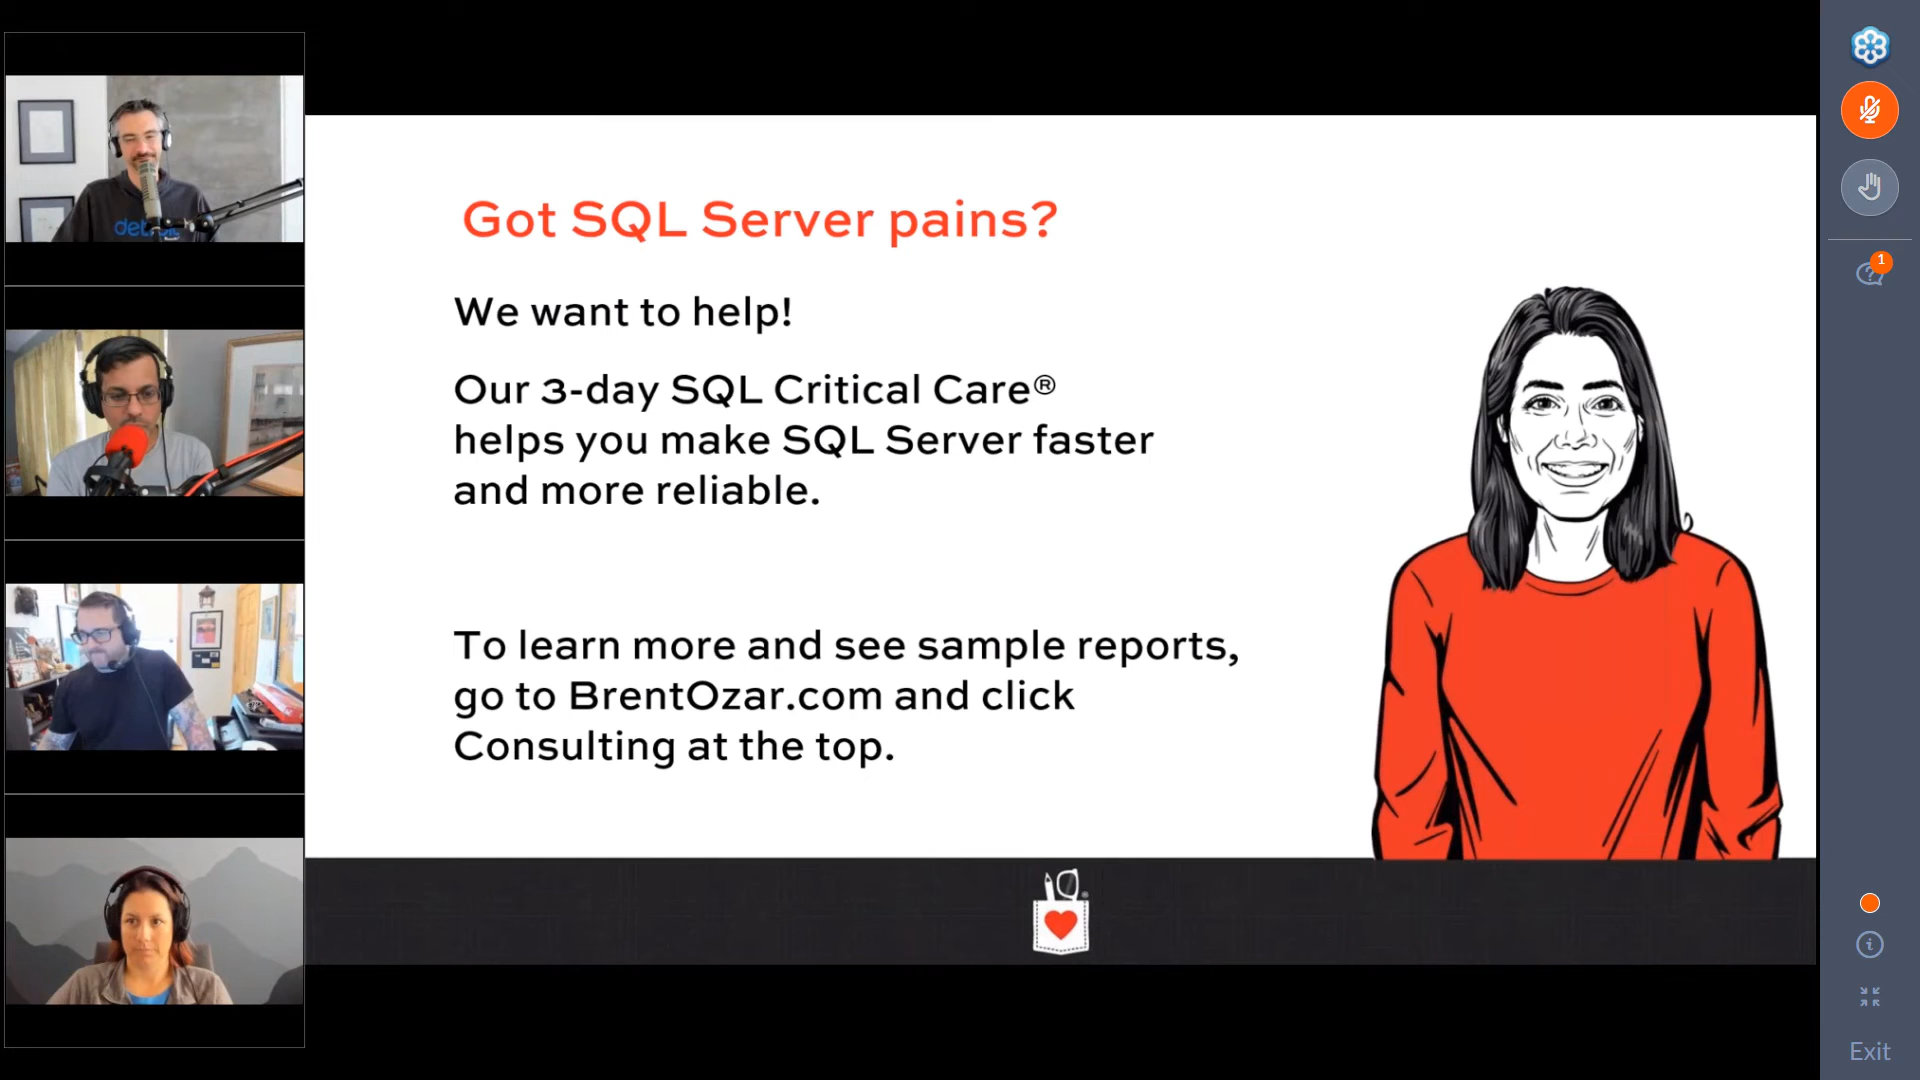 Got SQL Server pains?
We want to help!
Our 3-day SQL Critical Care®
helps you make SQL Server faster
and more reliable.
To learn more and see sample reports,
go to BrentOzar.com and click
Consulting at the top.
1
Exit